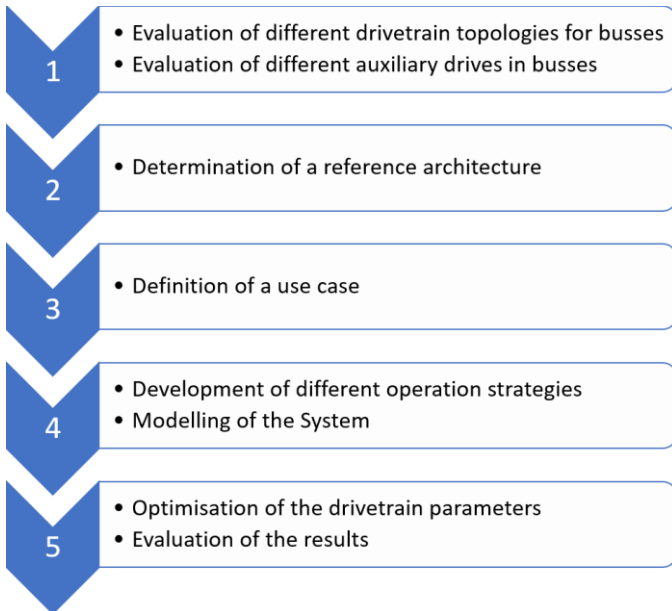 1
• Evaluation of different drivetrain topologies for busses
• Evaluation of different auxiliary drives in busses
2
• Determination of a reference architecture
3
• Definition of a use case
4
• Development of different operation strategies
• Modelling of the System
5
• Optimisation of the drivetrain parameters
• Evaluation of the results